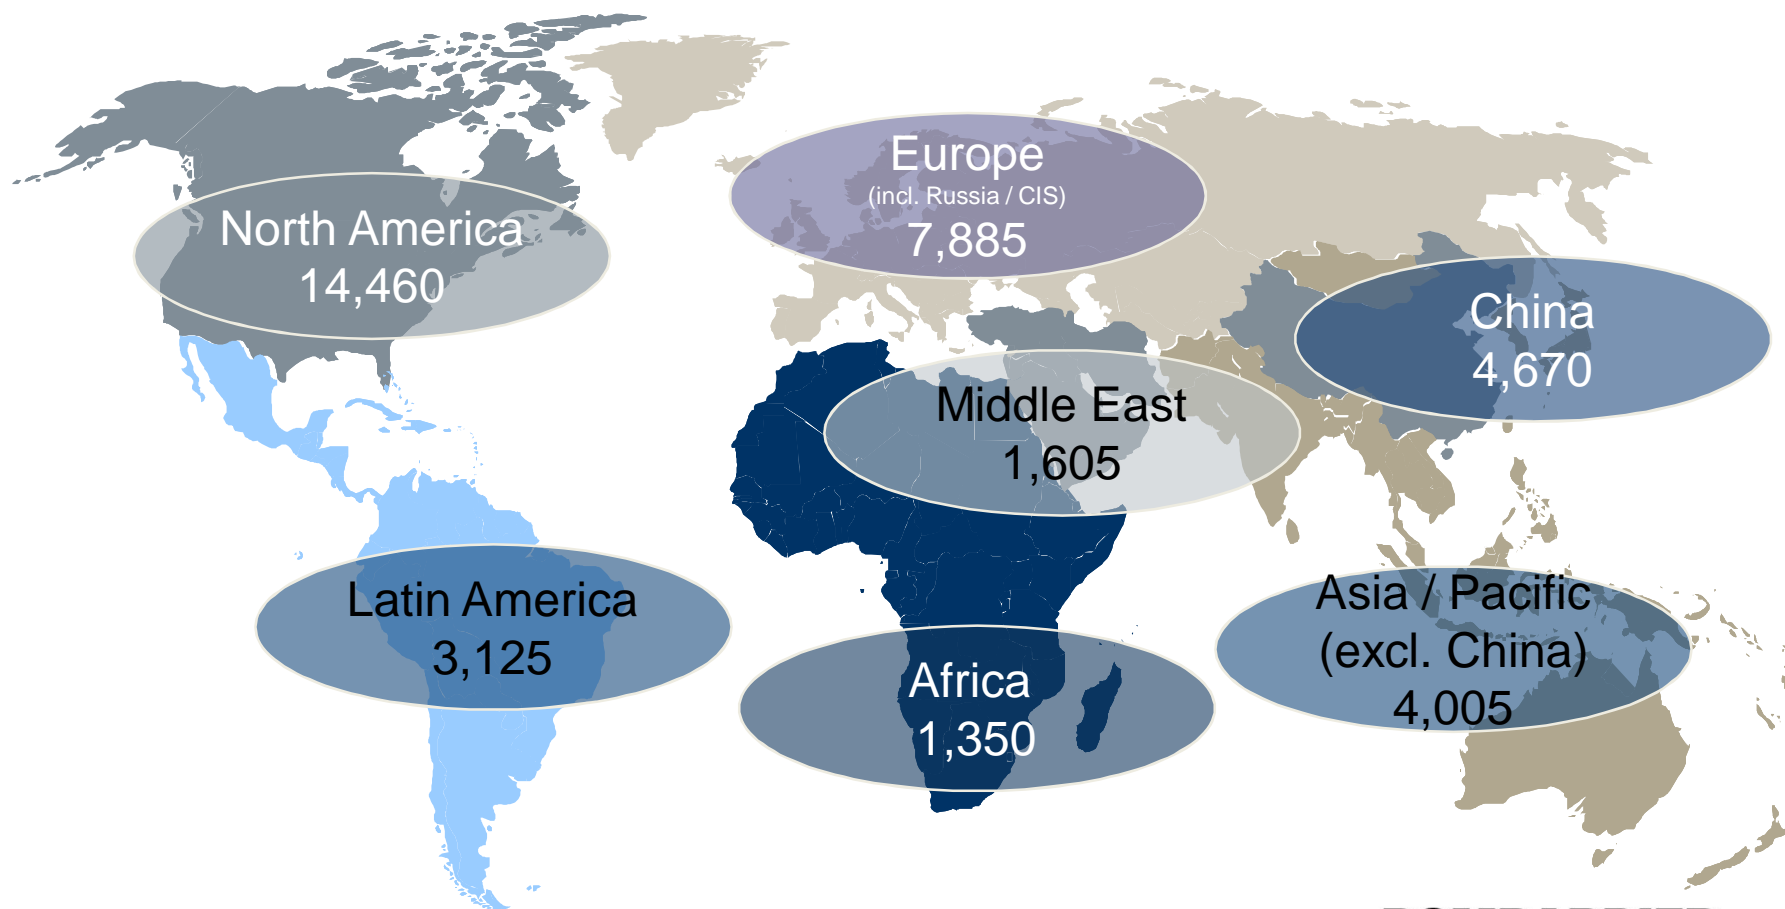 Europe
(incl. Russia / CIS)
7,885
North America
14,460
China
4,670
Middle East
1,605
Latin America
3,125
Asia / Pacific
(excl. China)
4,005
Africa
1,350